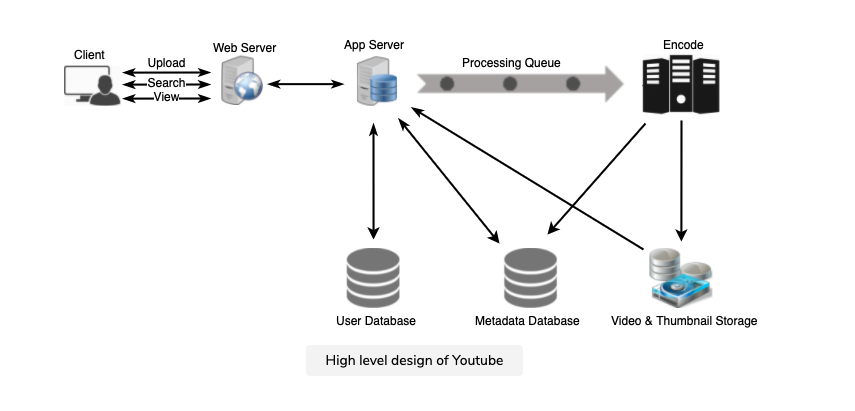 Client
Upload
Search
View
Web Server
App Server
Processing Queue
Encode
User Database
Metadata Database
Video & Thumbnail Storage
High level design of Youtube